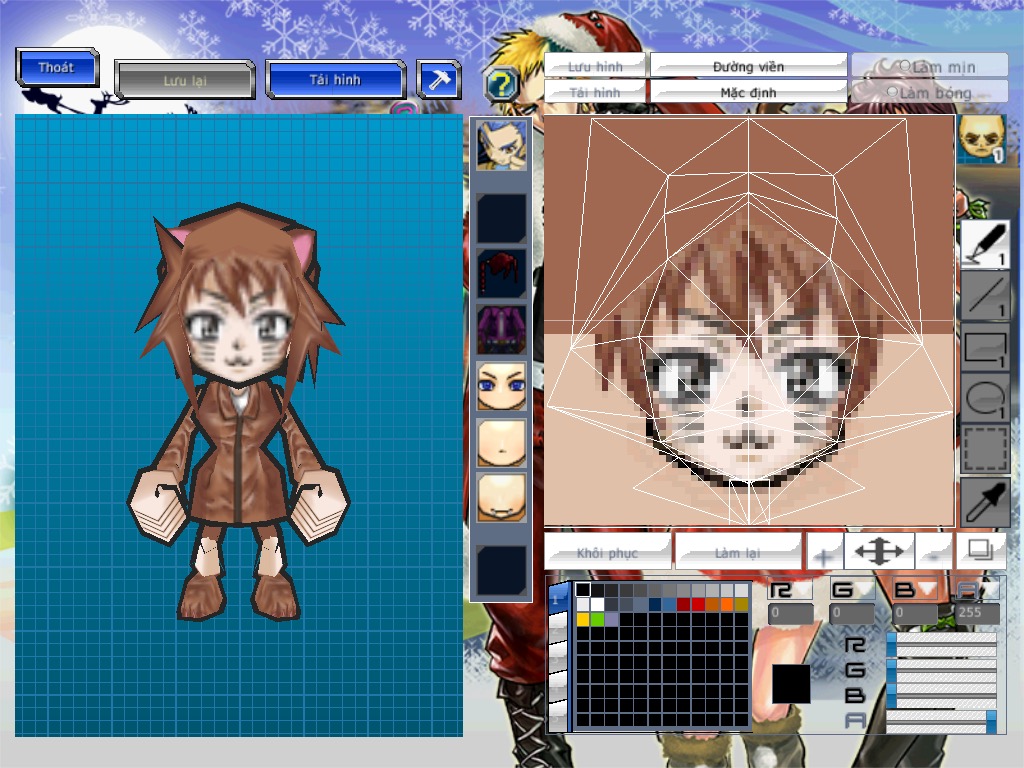 Thoát
Lưu lại
Tải hình
?
Lưu hình
Đường viền
Làm mịn
Tải hình
Mặc định
Làm bóng
1
1
1
1
1
Khôi phục
Làm lại
+
-
1
R
G
B
A
0
0
0
255
R
G
B
A